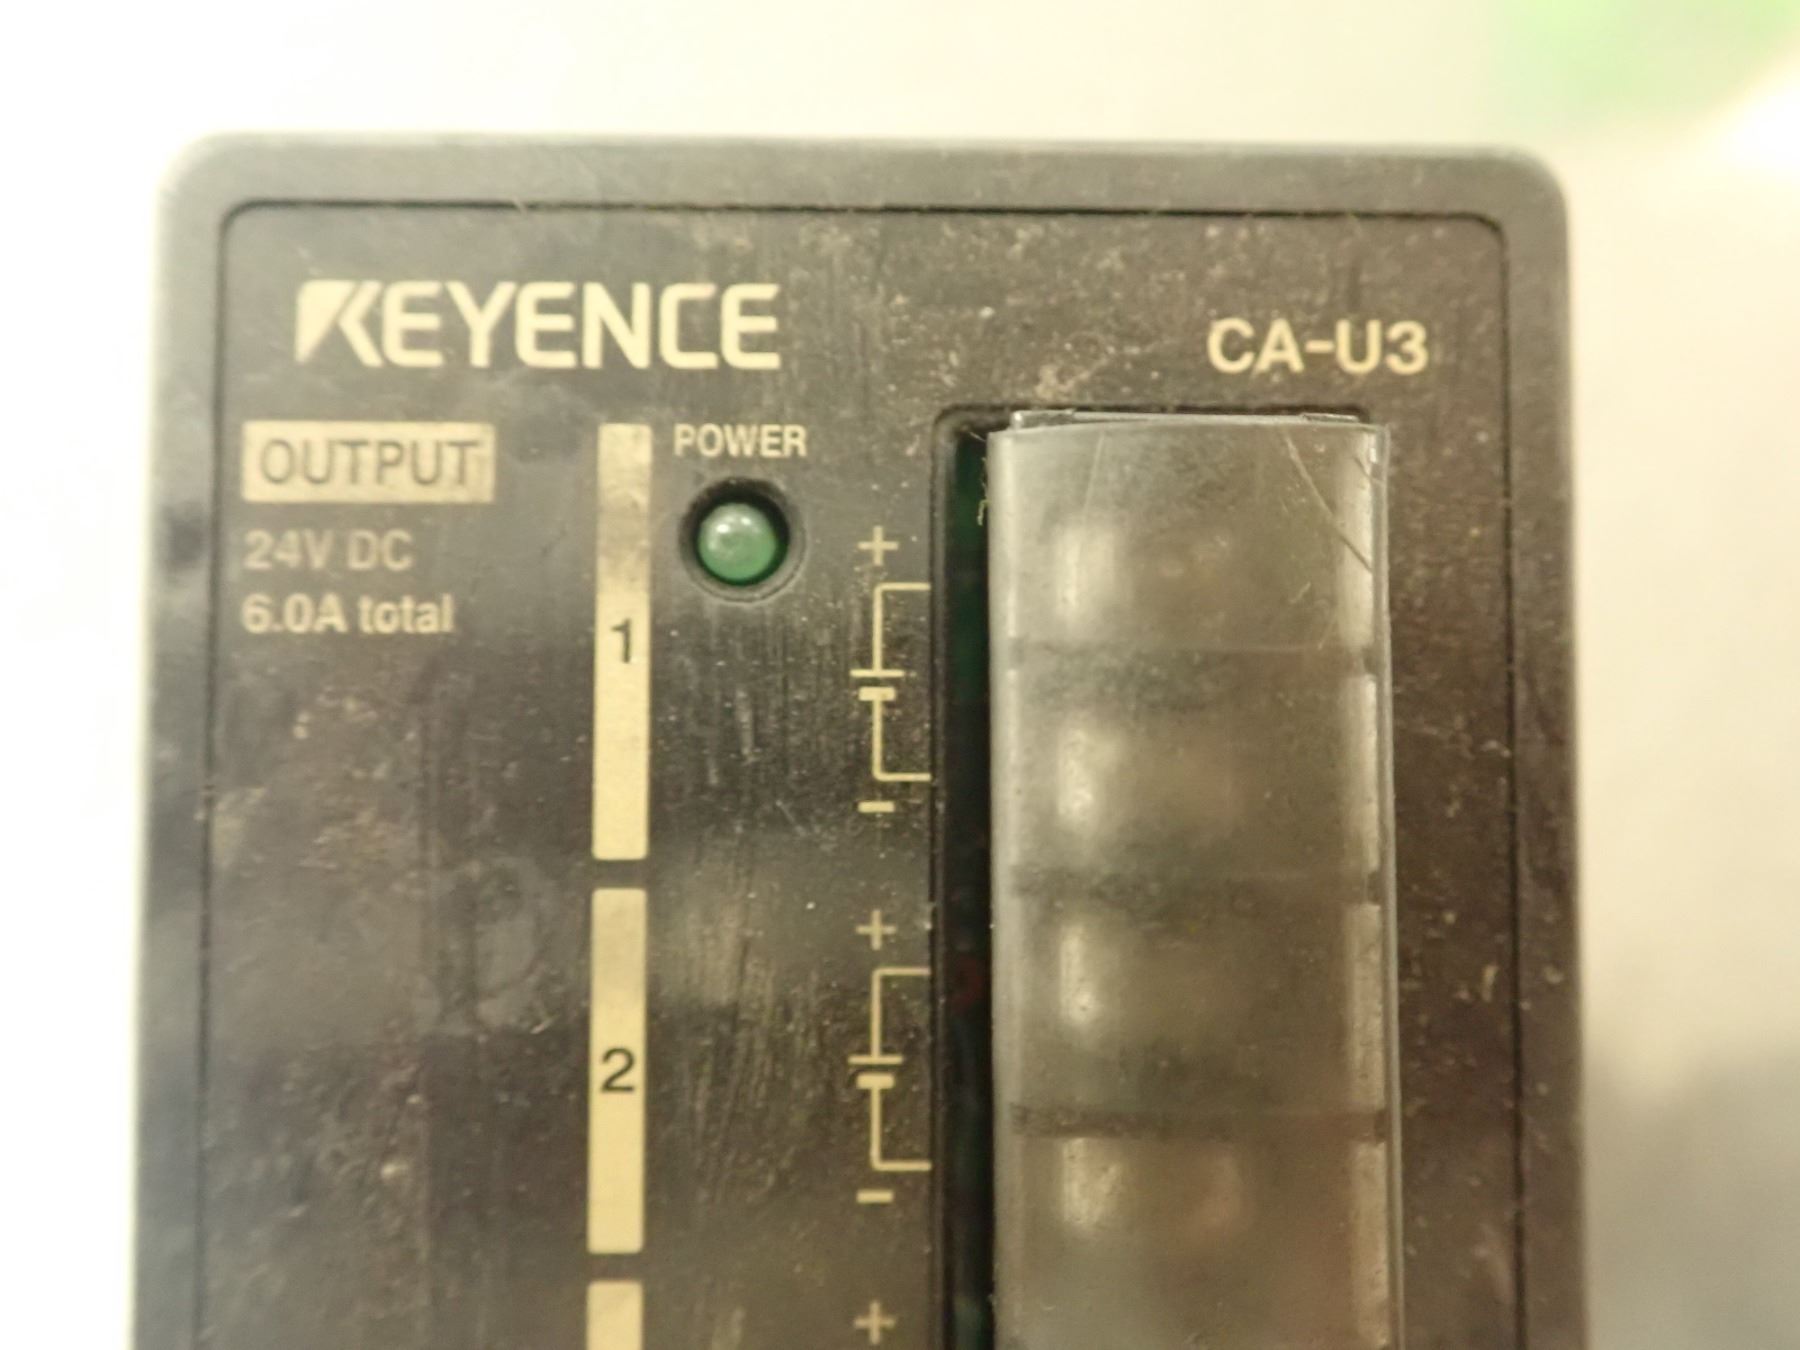 KEYENCE
CA-U3
OUTPUT
POWER
24V DC
6.0A total
+
1
-
+
2
-
+